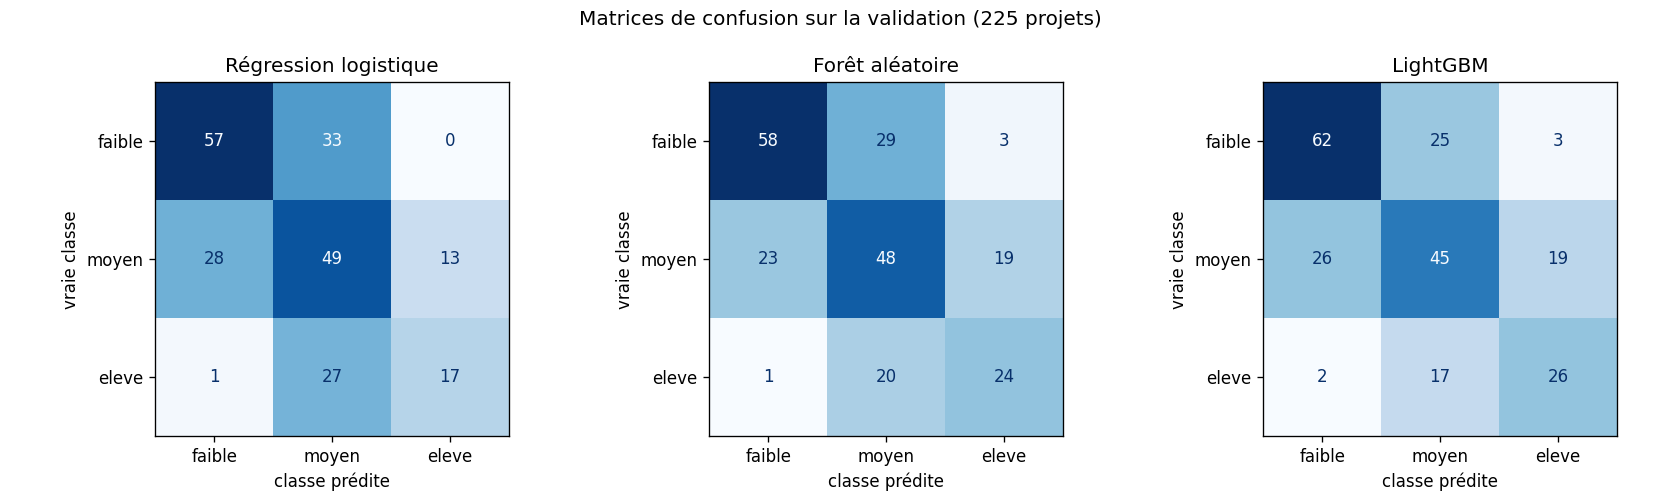 Matrices de confusion sur la validation (225 projets)
Régression logistique
vraie classe
faible 57 33 0
moyen 28 49 13
eleve 1 27 17
faible moyen eleve
classe prédite
Forêt aléatoire
vraie classe
faible 58 29 3
moyen 23 48 19
eleve 1 20 24
faible moyen eleve
classe prédite
LightGBM
vraie classe
faible 62 25 3
moyen 26 45 19
eleve 2 17 26
faible moyen eleve
classe prédite